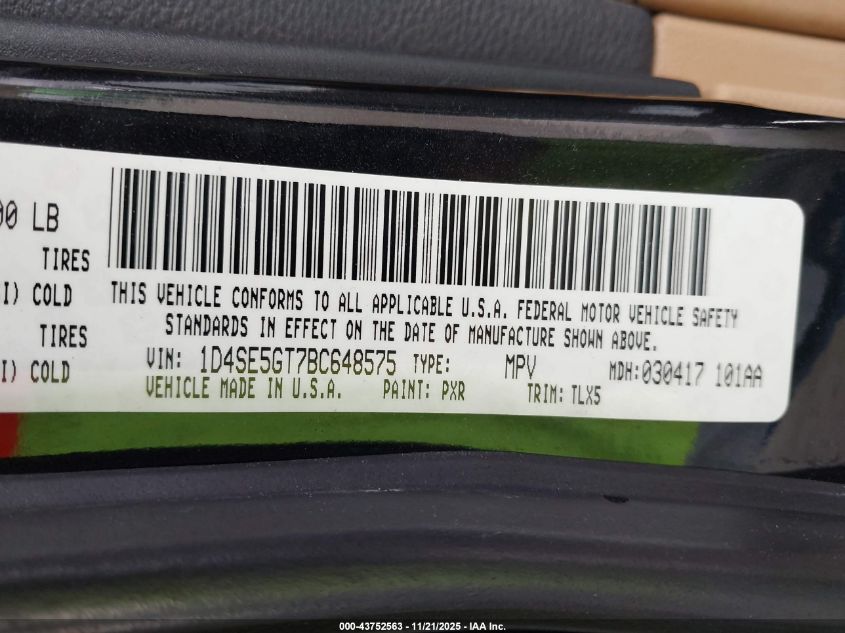 00 LB
TIRES
I) COLD
TIRES
I) COLD
THIS VEHICLE CONFORMS TO ALL APPLICABLE U.S.A. FEDERAL MOTOR VEHICLE SAFETY
STANDARDS IN EFFECT ON THE DATE OF MANUFACTURE SHOWN ABOVE.
VIN: 1D4SE5GT7BC648575 TYPE: MPV MDH:030417 101AA
VEHICLE MADE IN U.S.A. PAINT: PXR TRIM: TLX5
000-43752563 - 11/21/2025 - IAA Inc.